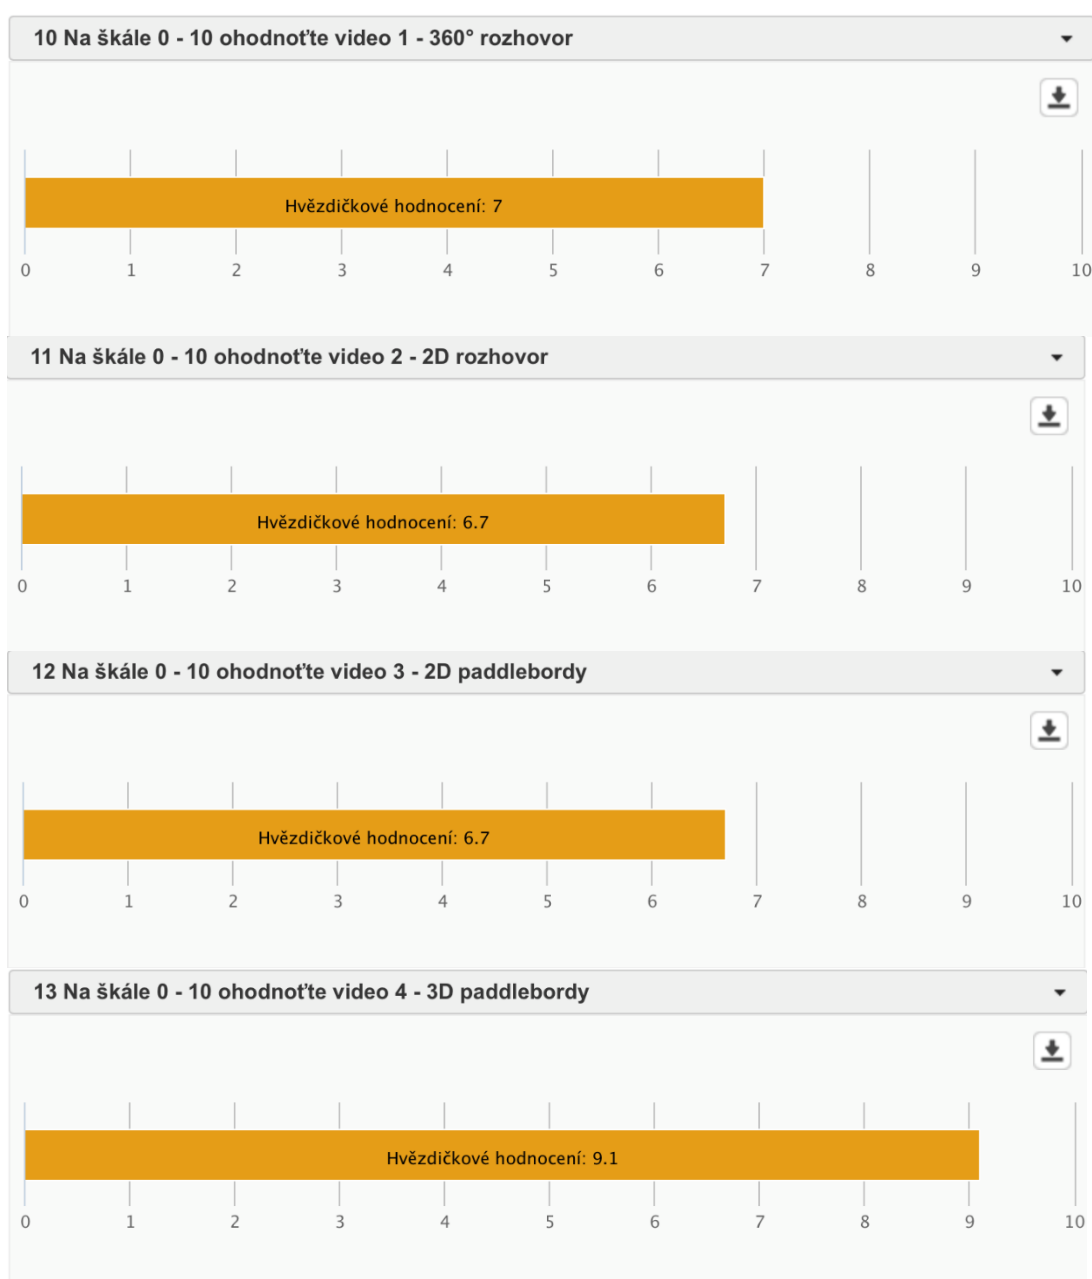 10 Na škále 0 - 10 ohodnoťte video 1 - 360° rozhovor
Hvězdičkové hodnocení: 7
0 1 2 3 4 5 6 7 8 9 10
11 Na škále 0 - 10 ohodnoťte video 2 - 2D rozhovor
Hvězdičkové hodnocení: 6.7
0 1 2 3 4 5 6 7 8 9 10
12 Na škále 0 - 10 ohodnoťte video 3 - 2D paddlebordy
Hvězdičkové hodnocení: 6.7
0 1 2 3 4 5 6 7 8 9 10
13 Na škále 0 - 10 ohodnoťte video 4 - 3D paddlebordy
Hvězdičkové hodnocení: 9.1
0 1 2 3 4 5 6 7 8 9 10